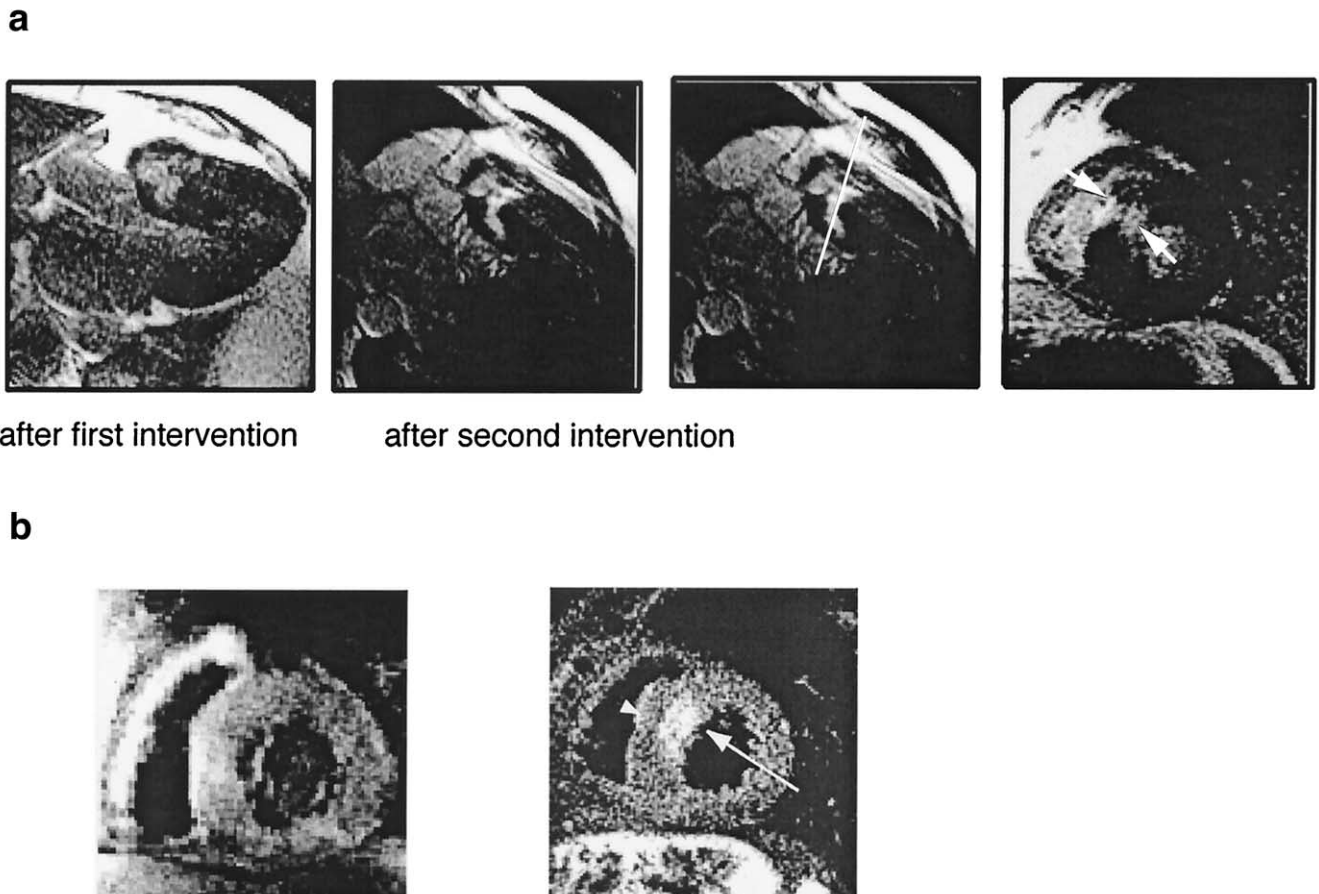 a
after first intervention
after second intervention
b